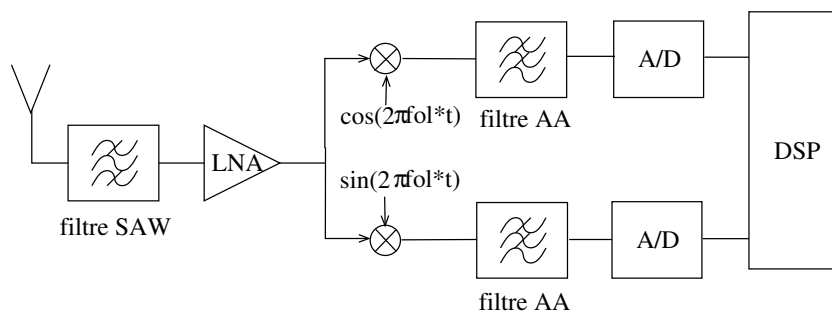 A/D
cos(2πfol*t)
filtre AA
LNA
DSP
sin(2πfol*t)
filtre SAW
A/D
filtre AA